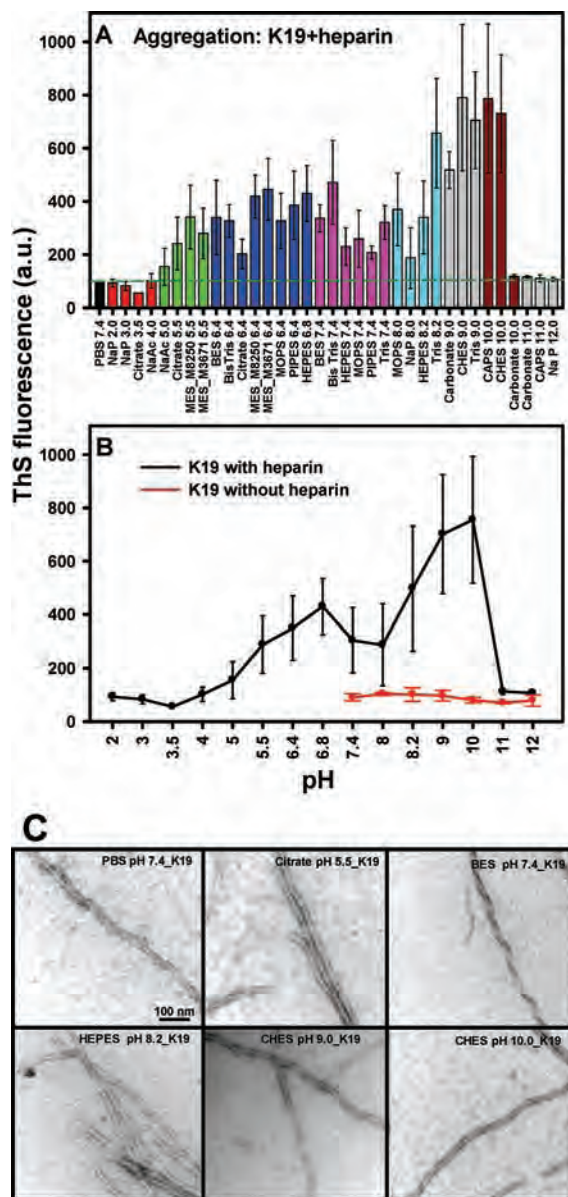 A Aggregation: K19+heparin
1000
800
600
400
200
0
ThS fluorescence (a.u.)
PBS 7.4
NaP 2.0
NaP 3.0
Citrate 3.5
NaAc 4.0
NaAc 5.0
Citrate 5.5
MES_M8250 5.5
MES_M3671 5.5
BES 6.4
BisTris 6.4
Citrate 6.4
MES_M8250 6.4
MES_M3671 6.4
MOPS 6.4
PIPES 6.4
HEPES 6.8
BES 7.4
Bis Tris 7.4
HEPES 7.4
MOPS 7.4
PIPES 7.4
Tris 7.4
MOPS 8.0
NaP 8.0
HEPES 8.2
Tris 8.2
Carbonate 9.0
CHES 9.0
Tris 9.0
CAPS 10.0
CHES 10.0
Carbonate 10.0
Carbonate 11.0
CAPS 11.0
Na P 12.0
B
K19 with heparin
K19 without heparin
1000
800
600
400
200
0
2
3
3.5
4
5
5.5
6.4
6.8
7.4
8
8.2
9
10
11
12
pH
C
PBS pH 7.4_K19
Citrate pH 5.5_K19
BES pH 7.4_K19
100 nm
HEPES pH 8.2_K19
CHES pH 9.0_K19
CHES pH 10.0_K19